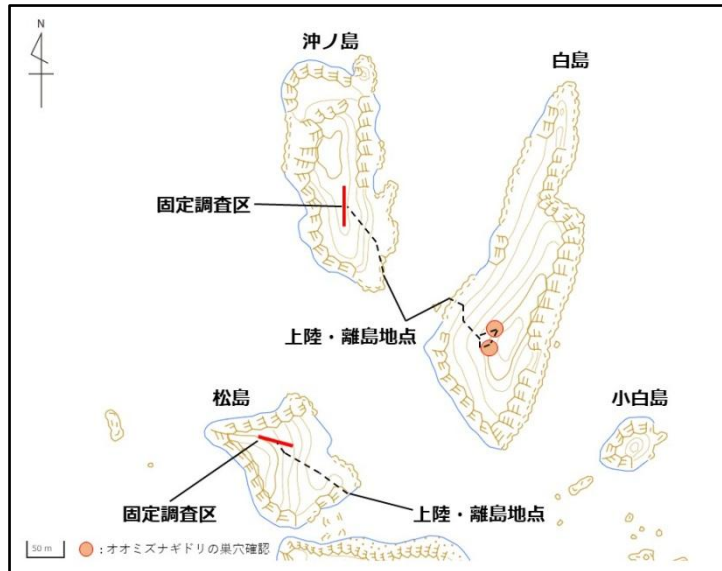 N
沖ノ島
白島
固定調査区
上陸・離島地点
松島
小白島
固定調査区
上陸・離島地点
50 m
：オオミズナギドリの巣穴確認